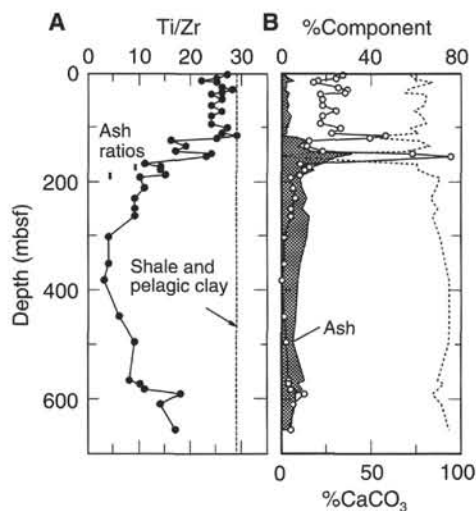 A
Ti/Zr
B
%Component
0 10 20 30
0 40 80
0
200
400
600
Depth (mbsf)
Ash
ratios
Shale and
pelagic clay
Ash
0 50 100
%CaCO₃